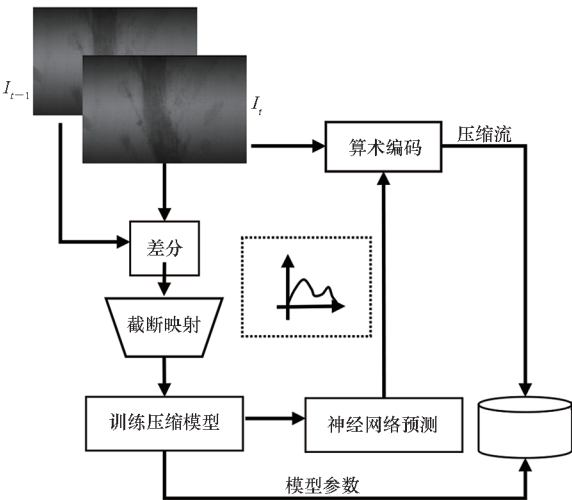 I_{t-1}
I_t
算术编码
压缩流
差分
截断映射
训练压缩模型
神经网络预测
模型参数